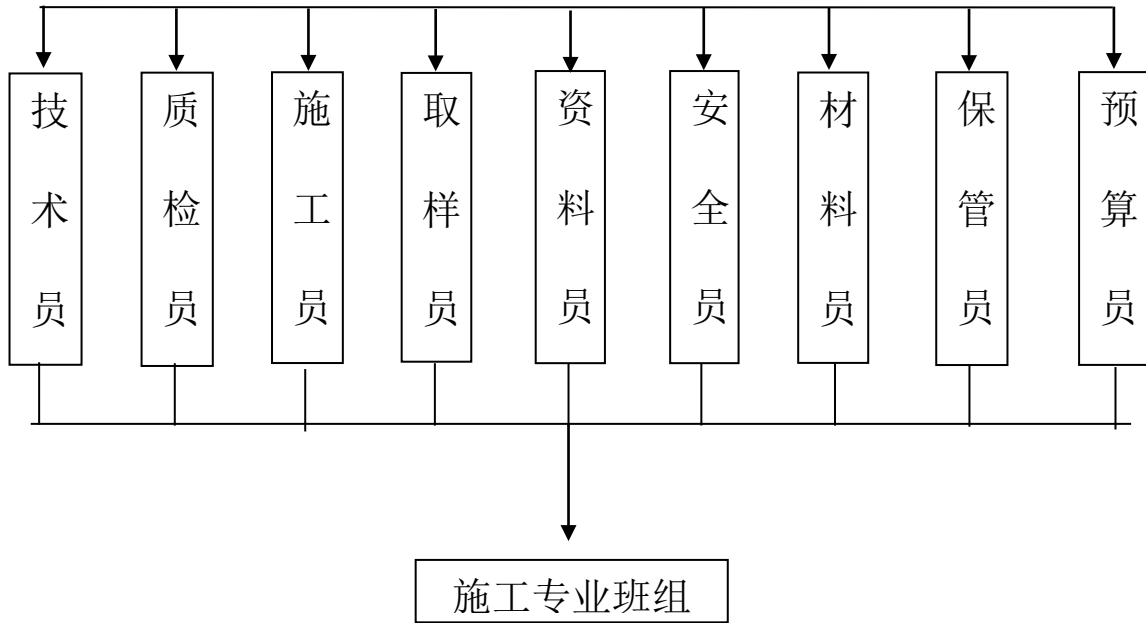 技术员
质检员
施工员
取样员
资料员
安全员
材料员
保管员
预算员
施工专业班组